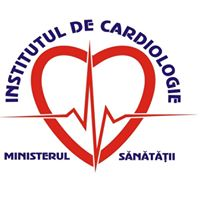 INSTITUTUL DE CARDIOLOGIE
MINISTERUL SĂNĂTĂȚII